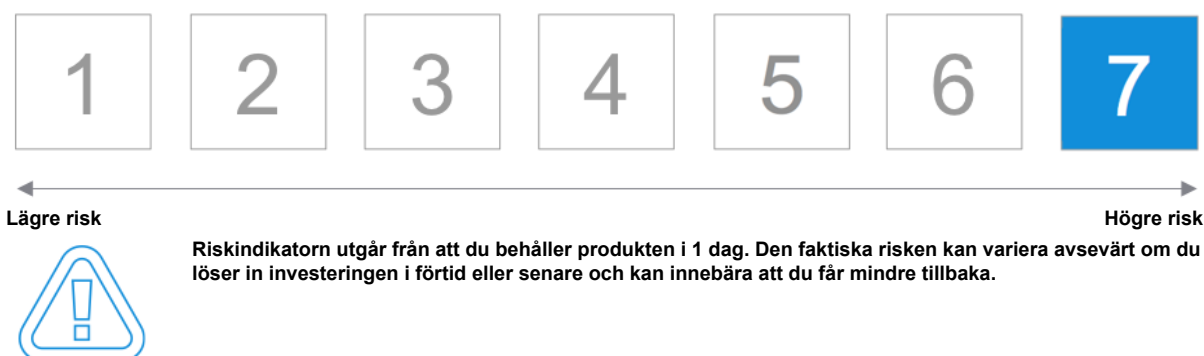 1 2 3 4 5 6 7
Lägre risk Högre risk
Riskindikatorn utgår från att du behåller produkten i 1 dag. Den faktiska risken kan variera avsevärt om du
löser in investeringen i förtid eller senare och kan innebära att du får mindre tillbaka.